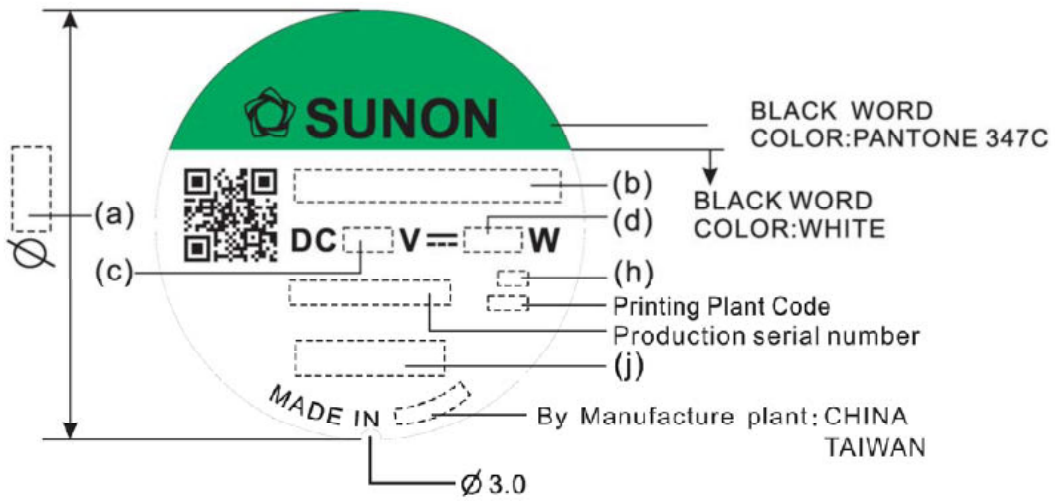 SUNON
BLACK WORD
COLOR:PANTONE 347C
(a)
Ø
(b)
BLACK WORD
COLOR:WHITE
(d)
DC V W
(c)
(h)
Printing Plant Code
Production serial number
(j)
MADE IN
By Manufacture plant: CHINA
TAIWAN
Ø 3.0